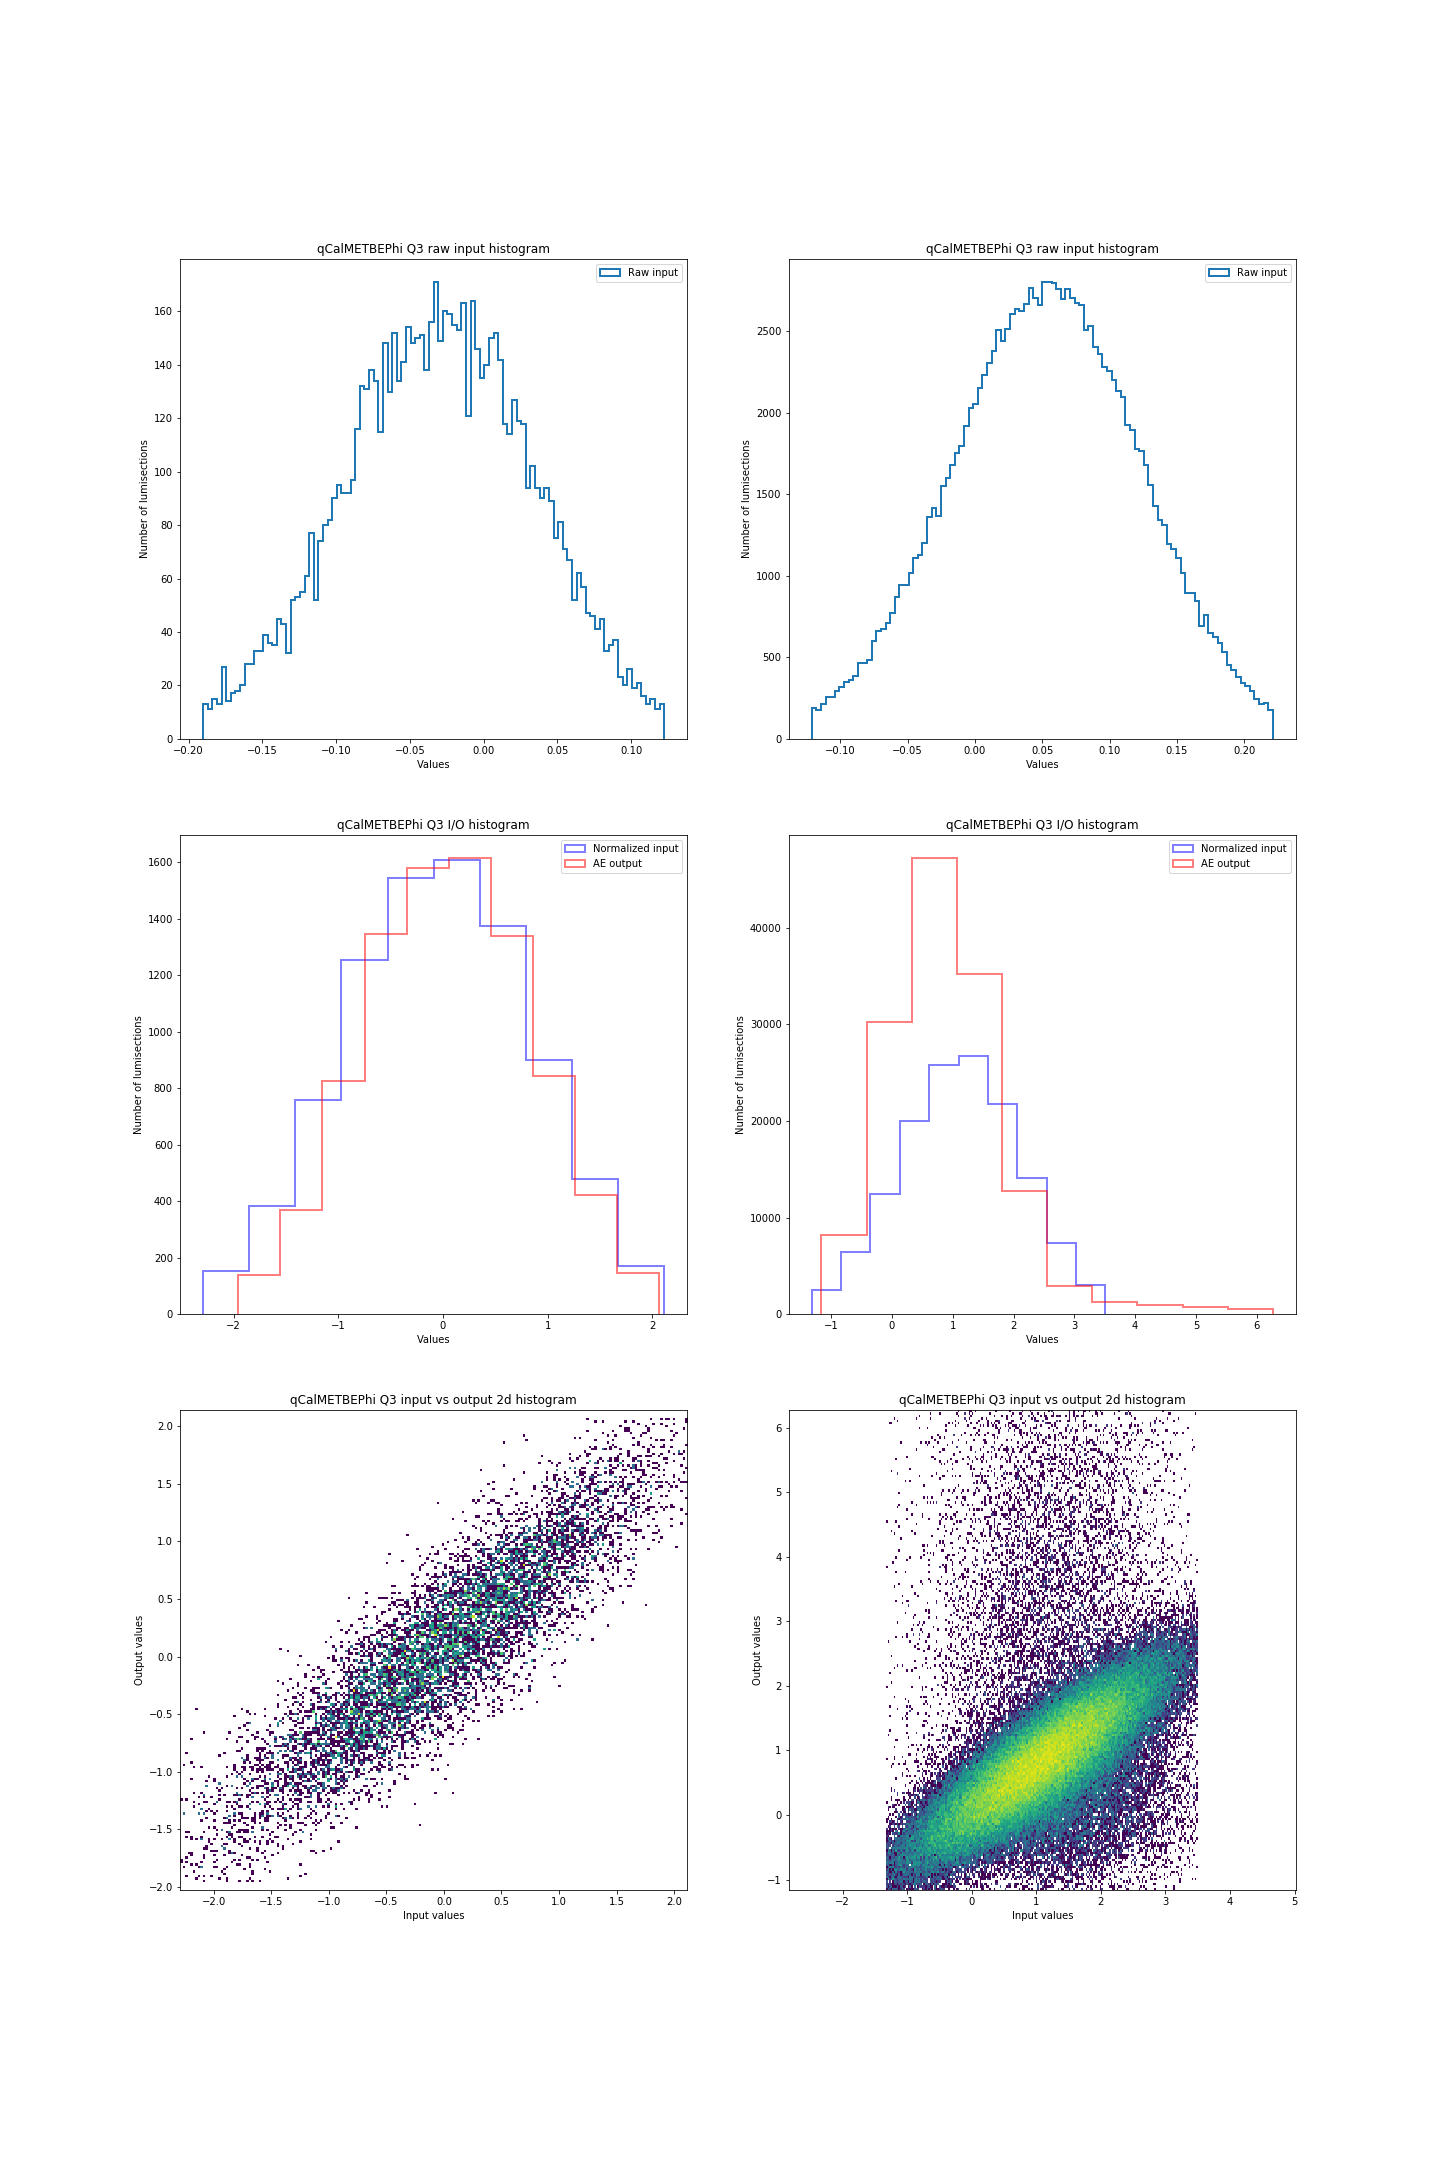 qCalMETBEPhi Q3 raw input histogram
Raw input
160
140
120
100
80
60
40
20
0
Number of lumisections
−0.20 −0.15 −0.10 −0.05 0.00 0.05 0.10
Values
qCalMETBEPhi Q3 raw input histogram
Raw input
2500
2000
1500
1000
500
0
Number of lumisections
−0.10 −0.05 0.00 0.05 0.10 0.15 0.20
Values
qCalMETBEPhi Q3 I/O histogram
Normalized input
AE output
1600
1400
1200
1000
800
600
400
200
0
Number of lumisections
−2 −1 0 1 2
Values
qCalMETBEPhi Q3 I/O histogram
Normalized input
AE output
40000
30000
20000
10000
0
Number of lumisections
−1 0 1 2 3 4 5 6
Values
qCalMETBEPhi Q3 input vs output 2d histogram
2.0
1.5
1.0
0.5
0.0
−0.5
−1.0
−1.5
−2.0
Output values
−2.0 −1.5 −1.0 −0.5 0.0 0.5 1.0 1.5 2.0
Input values
qCalMETBEPhi Q3 input vs output 2d histogram
6
5
4
3
2
1
0
−1
Output values
−2 −1 0 1 2 3 4 5
Input values